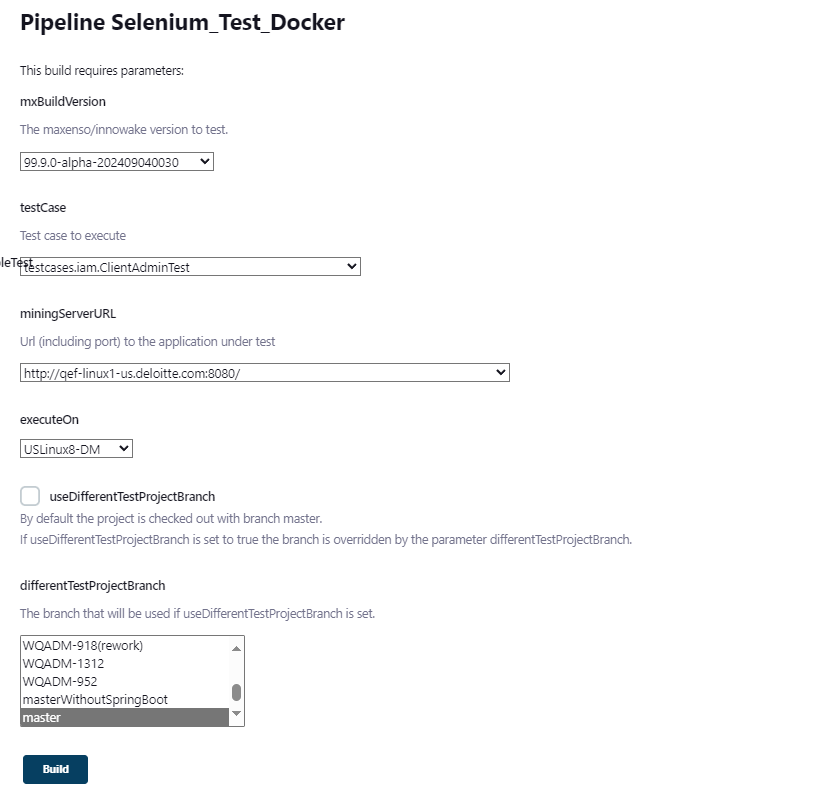 Pipeline Selenium_Test_Docker
This build requires parameters:
mxBuildVersion
The maxenso/innowake version to test.
99.9.0-alpha-202409040030
testCase
Test case to execute
leTest
testcases.iam.ClientAdminTest
miningServerURL
Url (including port) to the application under test
http://qef-linux1-us.deloitte.com:8080/
executeOn
USLinux8-DM
useDifferentTestProjectBranch
By default the project is checked out with branch master.
If useDifferentTestProjectBranch is set to true the branch is overridden by the parameter differentTestProjectBranch.
differentTestProjectBranch
The branch that will be used if useDifferentTestProjectBranch is set.
WQADM-918(rework)
WQADM-1312
WQADM-952
masterWithoutSpringBoot
master
Build